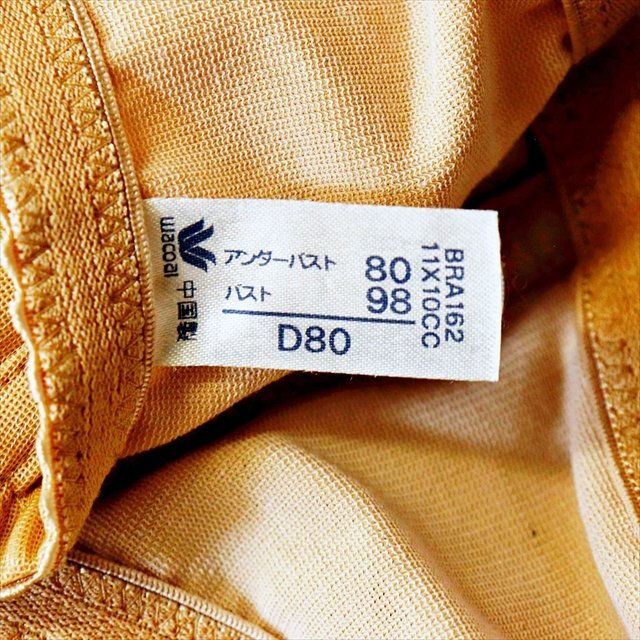 wacoal
中国製
アンダーバスト 80
バスト 98
D80
BRA162
11X10CC